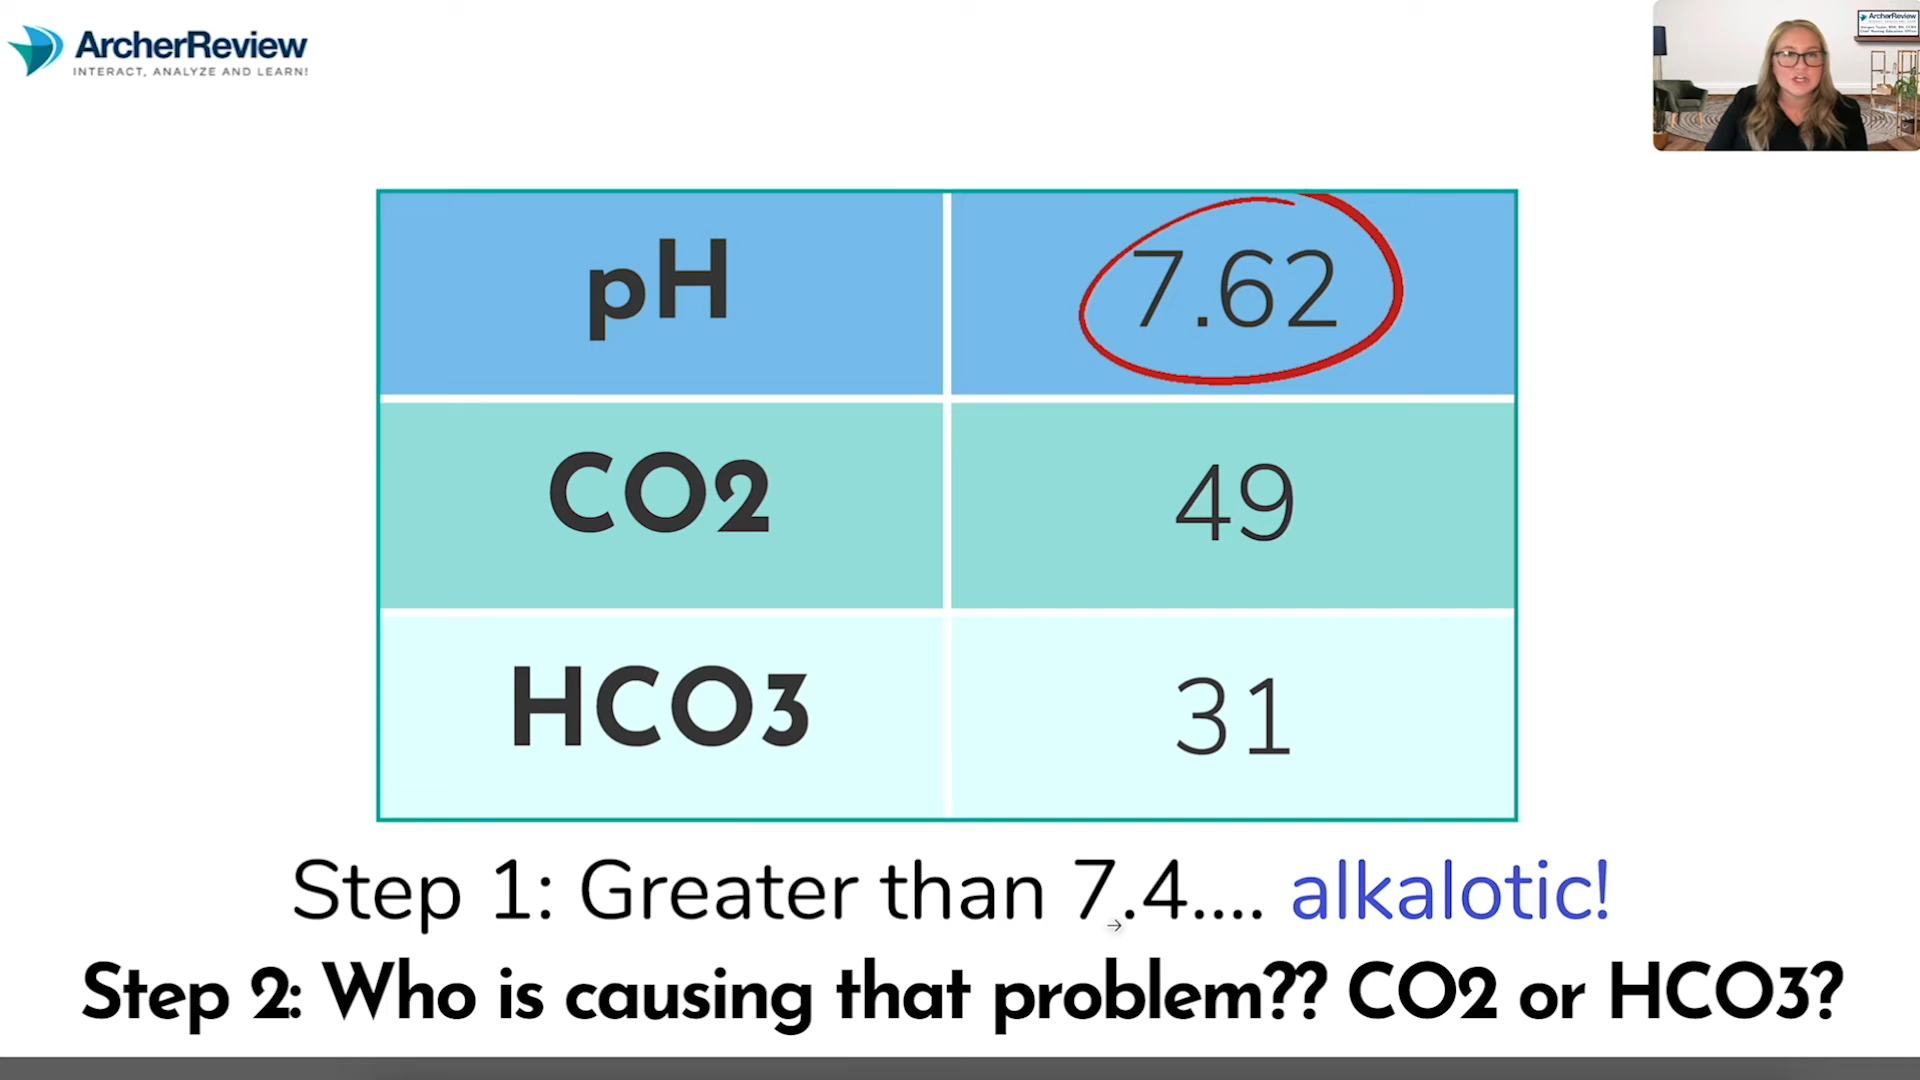 ArcherReview
INTERACT, ANALYZE AND LEARN!
ArcherReview
pH 7.62
CO2 49
HCO3 31
Step 1: Greater than 7.4.... alkalotic!
Step 2: Who is causing that problem?? CO2 or HCO3?